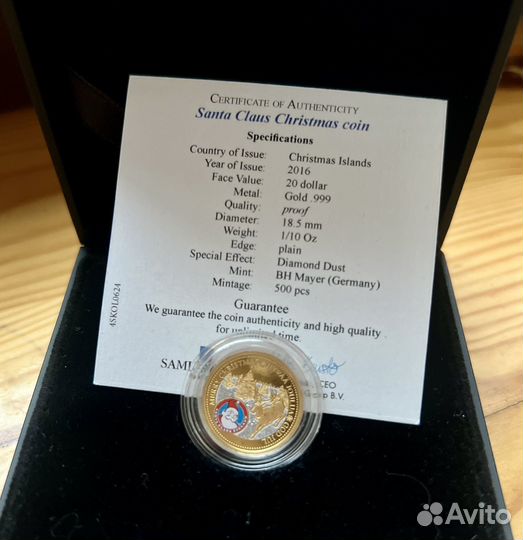 CERTIFICATE OF AUTHENTICITY
Santa Claus Christmas coin
Specifications
Country of Issue: Christmas Islands
Year of Issue: 2016
Face Value: 20 dollar
Metal: Gold .999
Quality: proof
Diameter: 18.5 mm
Weight: 1/10 Oz
Edge: plain
Special Effect: Diamond Dust
Mint: BH Mayer (Germany)
Mintage: 500 pcs
Guarantee
We guarantee the coin authenticity and high quality
for unlimited time.
CEO
B.V.
4SKOL0624
Avito